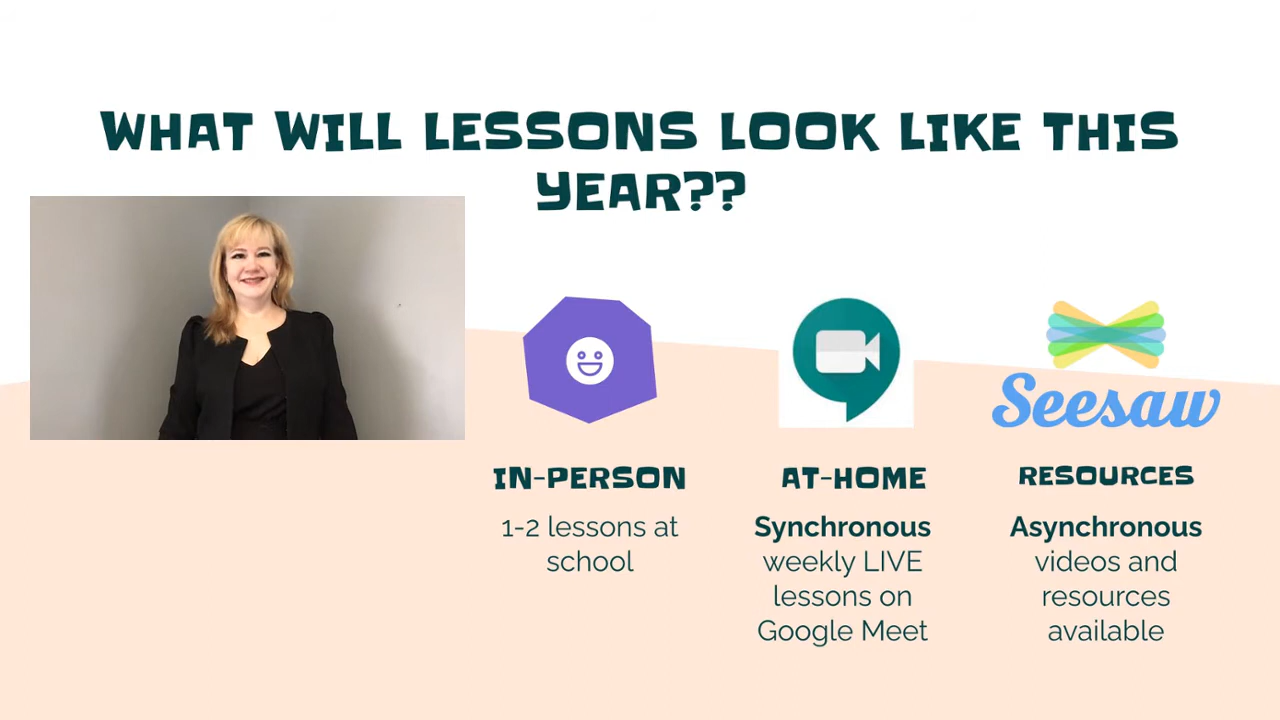 WHAT WILL LESSONS LOOK LIKE THIS
YEAR??
Seesaw
IN-PERSON
1-2 lessons at
school
AT-HOME
Synchronous
weekly LIVE
lessons on
Google Meet
RESOURCES
Asynchronous
videos and
resources
available